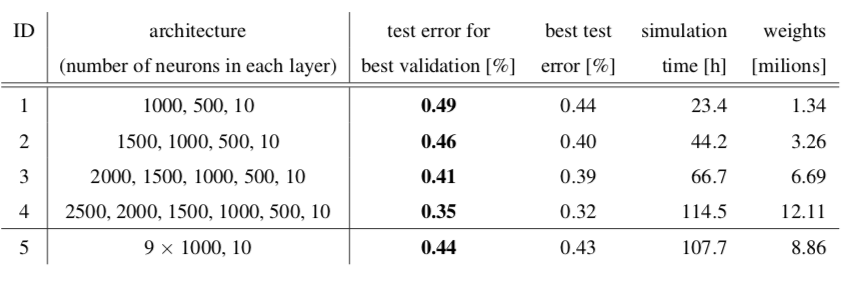 ID architecture test error for best test simulation weights
(number of neurons in each layer) best validation [%] error [%] time [h] [milions]
1 1000, 500, 10 0.49 0.44 23.4 1.34
2 1500, 1000, 500, 10 0.46 0.40 44.2 3.26
3 2000, 1500, 1000, 500, 10 0.41 0.39 66.7 6.69
4 2500, 2000, 1500, 1000, 500, 10 0.35 0.32 114.5 12.11
5 9 × 1000, 10 0.44 0.43 107.7 8.86